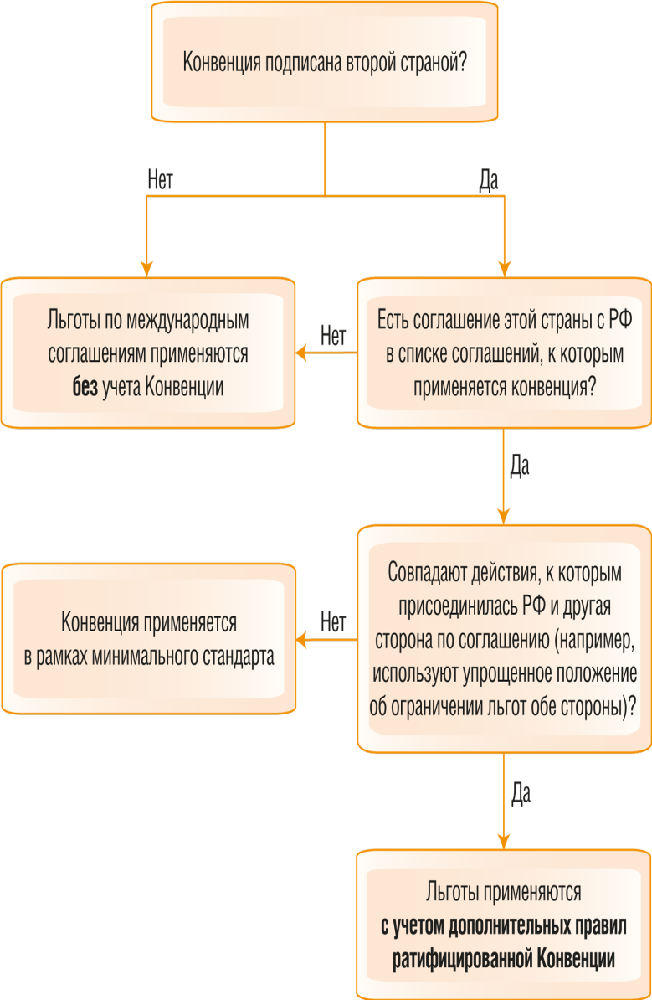 Конвенция подписана второй страной?
Нет
Да
Льготы по международным
соглашениям применяются
без учета Конвенции
Нет
Есть соглашение этой страны с РФ
в списке соглашений, к которым
применяется конвенция?
Да
Конвенция применяется
в рамках минимального стандарта
Нет
Совпадают действия, к которым
присоединилась РФ и другая
сторона по соглашению (например,
используют упрощенное положение
об ограничении льгот обе стороны)?
Да
Льготы применяются
с учетом дополнительных правил
ратифицированной Конвенции